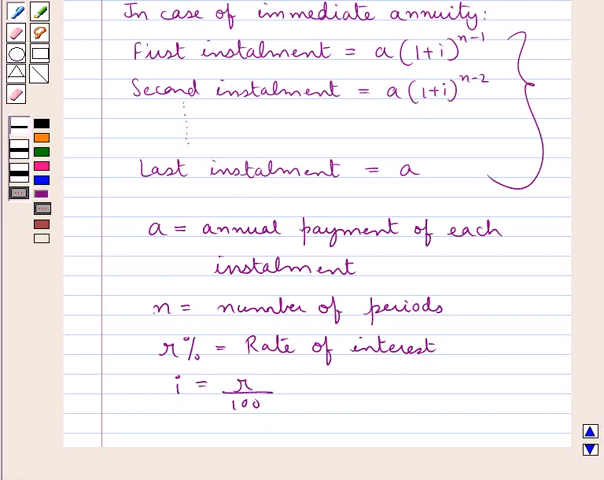 In case of immediate annuity:
First instalment = a(1+i)^{n-1}
Second instalment = a(1+i)^{n-2}
Last instalment = a
a = annual payment of each
instalment
n = number of periods
r% = Rate of interest
i = r/100